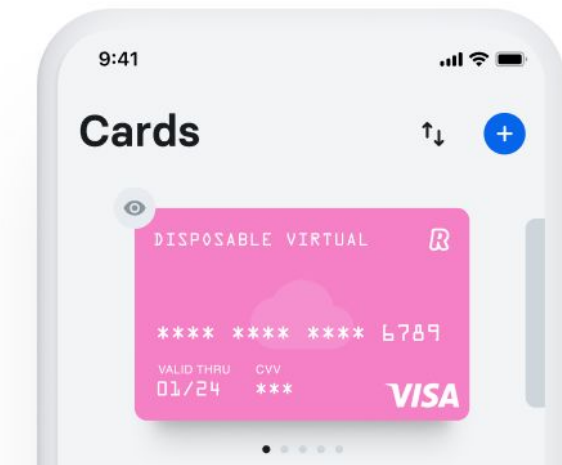 9:41
Cards
DISPOSABLE VIRTUAL R
**** **** **** 6789
VALID THRU CVV
01/24 ***
VISA